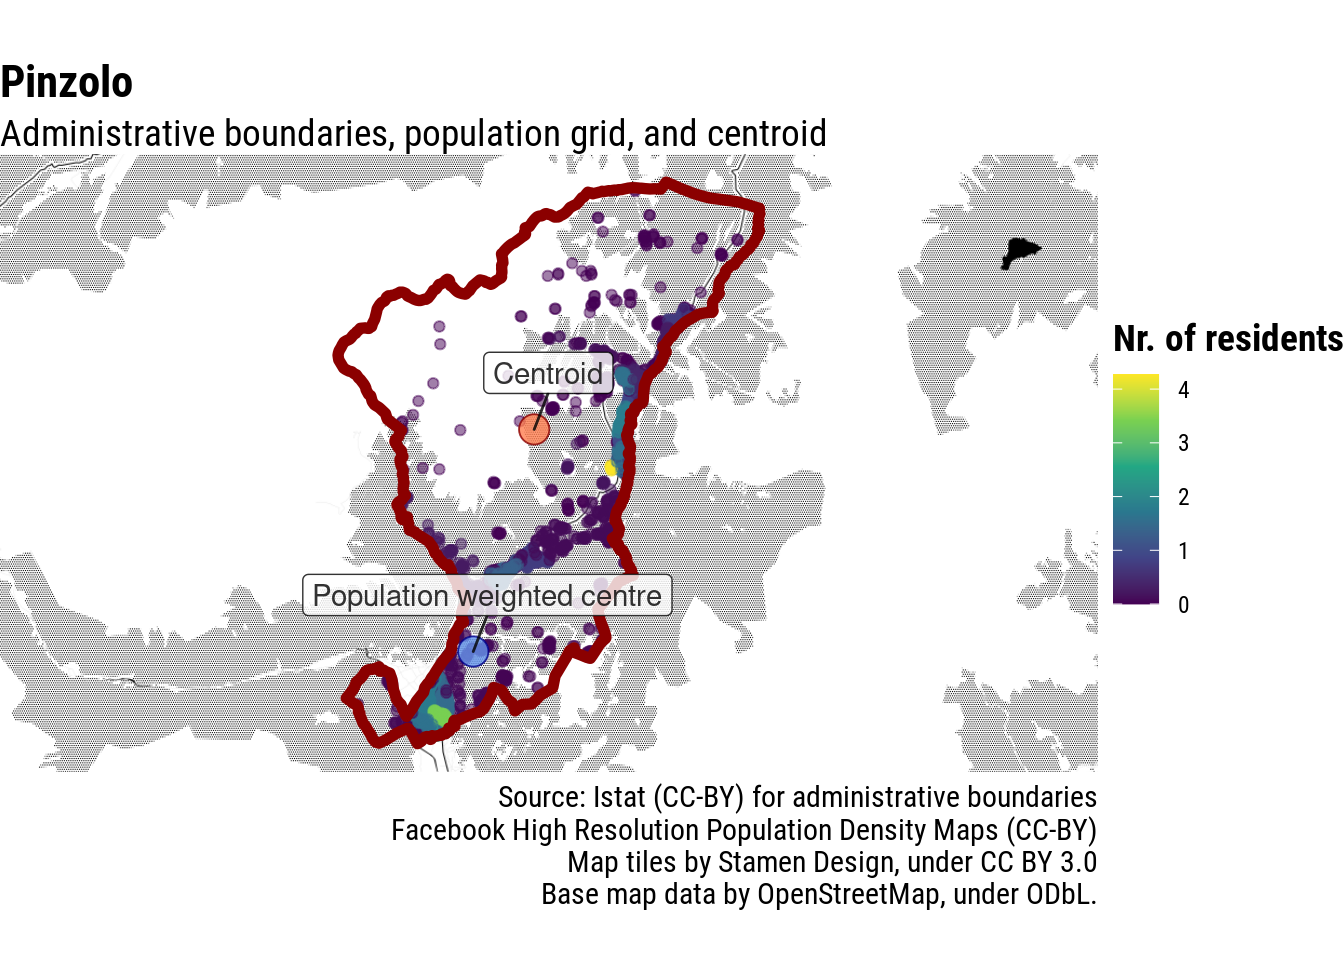 Pinzolo
Administrative boundaries, population grid, and centroid
Centroid
Population weighted centre
Nr. of residents
4
3
2
1
0
Source: Istat (CC-BY) for administrative boundaries
Facebook High Resolution Population Density Maps (CC-BY)
Map tiles by Stamen Design, under CC BY 3.0
Base map data by OpenStreetMap, under ODbL.